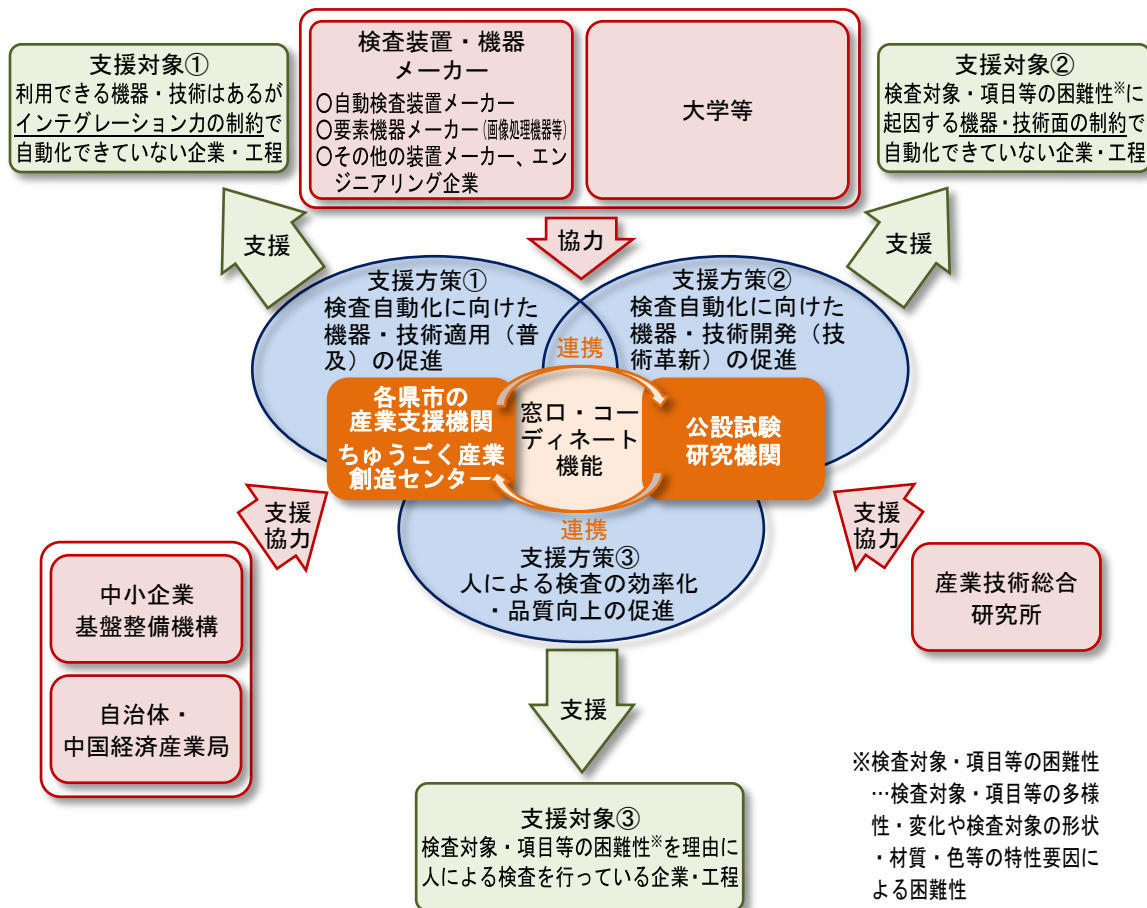 支援対象①
利用できる機器・技術はあるが
インテグレーション力の制約で
自動化できていない企業・工程
検査装置・機器
メーカー
○自動検査装置メーカー
○要素機器メーカー(画像処理機器等)
○その他の装置メーカー、エン
ジニアリング企業
大学等
支援対象②
検査対象・項目等の困難性※に
起因する機器・技術面の制約で
自動化できていない企業・工程
支援
協力
支援
支援方策①
検査自動化に向けた
機器・技術適用（普
及）の促進
支援方策②
検査自動化に向けた
機器・技術開発（技
術革新）の促進
連携
各県市の
産業支援機関
ちゅうごく産業
創造センター
窓口・コー
ディネート
機能
公設試験
研究機関
連携
支援方策③
人による検査の効率化
・品質向上の促進
支援
協力
支援
協力
中小企業
基盤整備機構
自治体・
中国経済産業局
産業技術総合
研究所
支援
支援対象③
検査対象・項目等の困難性※を理由に
人による検査を行っている企業・工程
※検査対象・項目等の困難性
…検査対象・項目等の多様
性・変化や検査対象の形状
・材質・色等の特性要因に
よる困難性